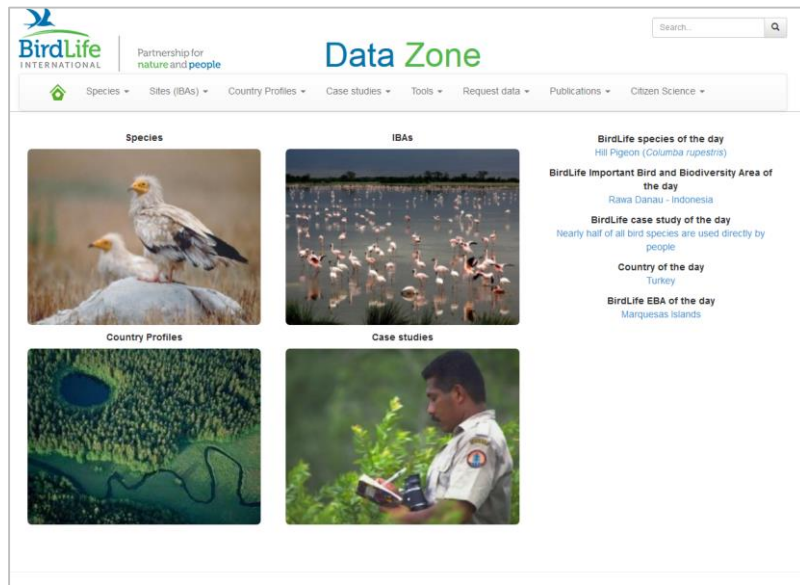 BirdLife
INTERNATIONAL
Partnership for
nature and people
Data Zone
Search...
Species
Sites (IBAs)
Country Profiles
Case studies
Tools
Request data
Publications
Citizen Science
Species
IBAs
Country Profiles
Case studies
BirdLife species of the day
Hill Pigeon (Columba rupestris)
BirdLife Important Bird and Biodiversity Area of
the day
Rawa Danau - Indonesia
BirdLife case study of the day
Nearly half of all bird species are used directly by
people
Country of the day
Turkey
BirdLife EBA of the day
Marquesas Islands